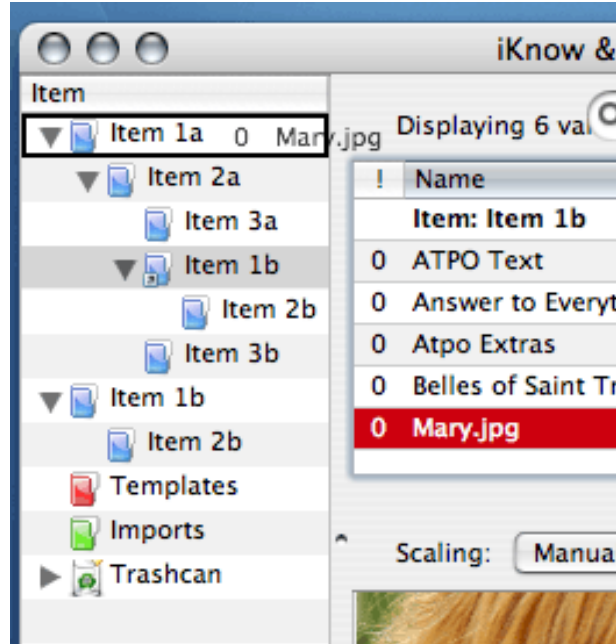 iKnow &
Item
Item 1a 0 Mary.jpg
Item 2a
Item 3a
Item 1b
Item 2b
Item 3b
Item 1b
Item 2b
Templates
Imports
Trashcan
Displaying 6 val
! Name
Item: Item 1b
0 ATPO Text
0 Answer to Everyt
0 Atpo Extras
0 Belles of Saint Tr
0 Mary.jpg
Scaling: Manua